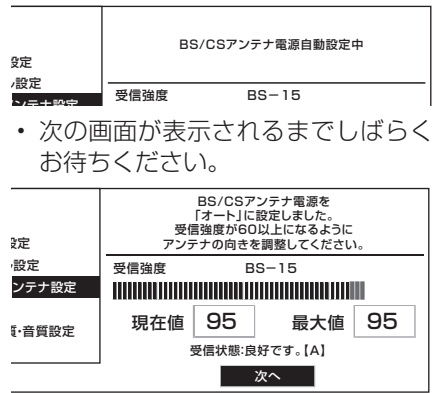 BS/CSアンテナ電源自動設定中
設定
設定
ンテナ設定
受信強度 BS－15
• 次の画面が表示されるまでしばらく
お待ちください。
BS/CSアンテナ電源を
「オート」に設定しました。
受信強度が60以上になるように
アンテナの向きを調整してください。
設定
設定
ンテナ設定
質・音質設定
受信強度 BS－15
現在値 95 最大値 95
受信状態:良好です。【A】
次へ